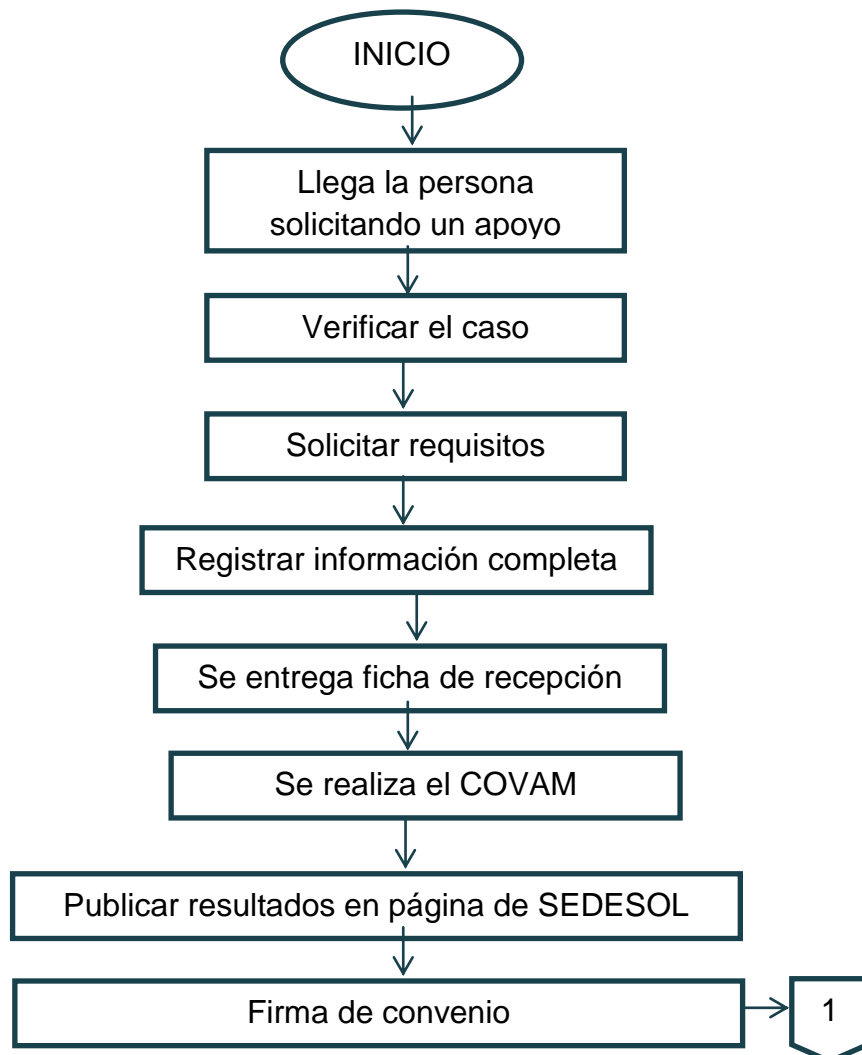 INICIO
Llega la persona
solicitando un apoyo
Verificar el caso
Solicitar requisitos
Registrar información completa
Se entrega ficha de recepción
Se realiza el COVAM
Publicar resultados en página de SEDESOL
Firma de convenio
1